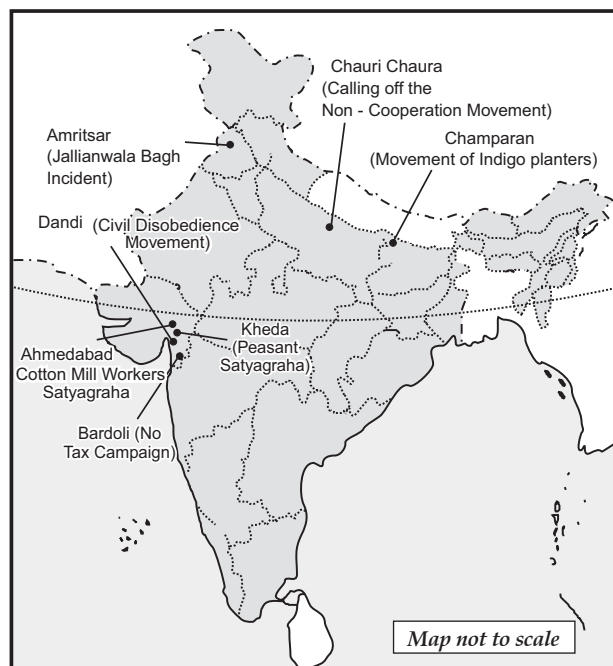 Chauri Chaura
(Calling off the
Non - Cooperation Movement)
Amritsar
(Jallianwala Bagh
Incident)
Champaran
(Movement of Indigo planters)
Dandi (Civil Disobedience
Movement)
Kheda
(Peasant
Satyagraha)
Ahmedabad
Cotton Mill Workers
Satyagraha
Bardoli (No
Tax Campaign)
Map not to scale